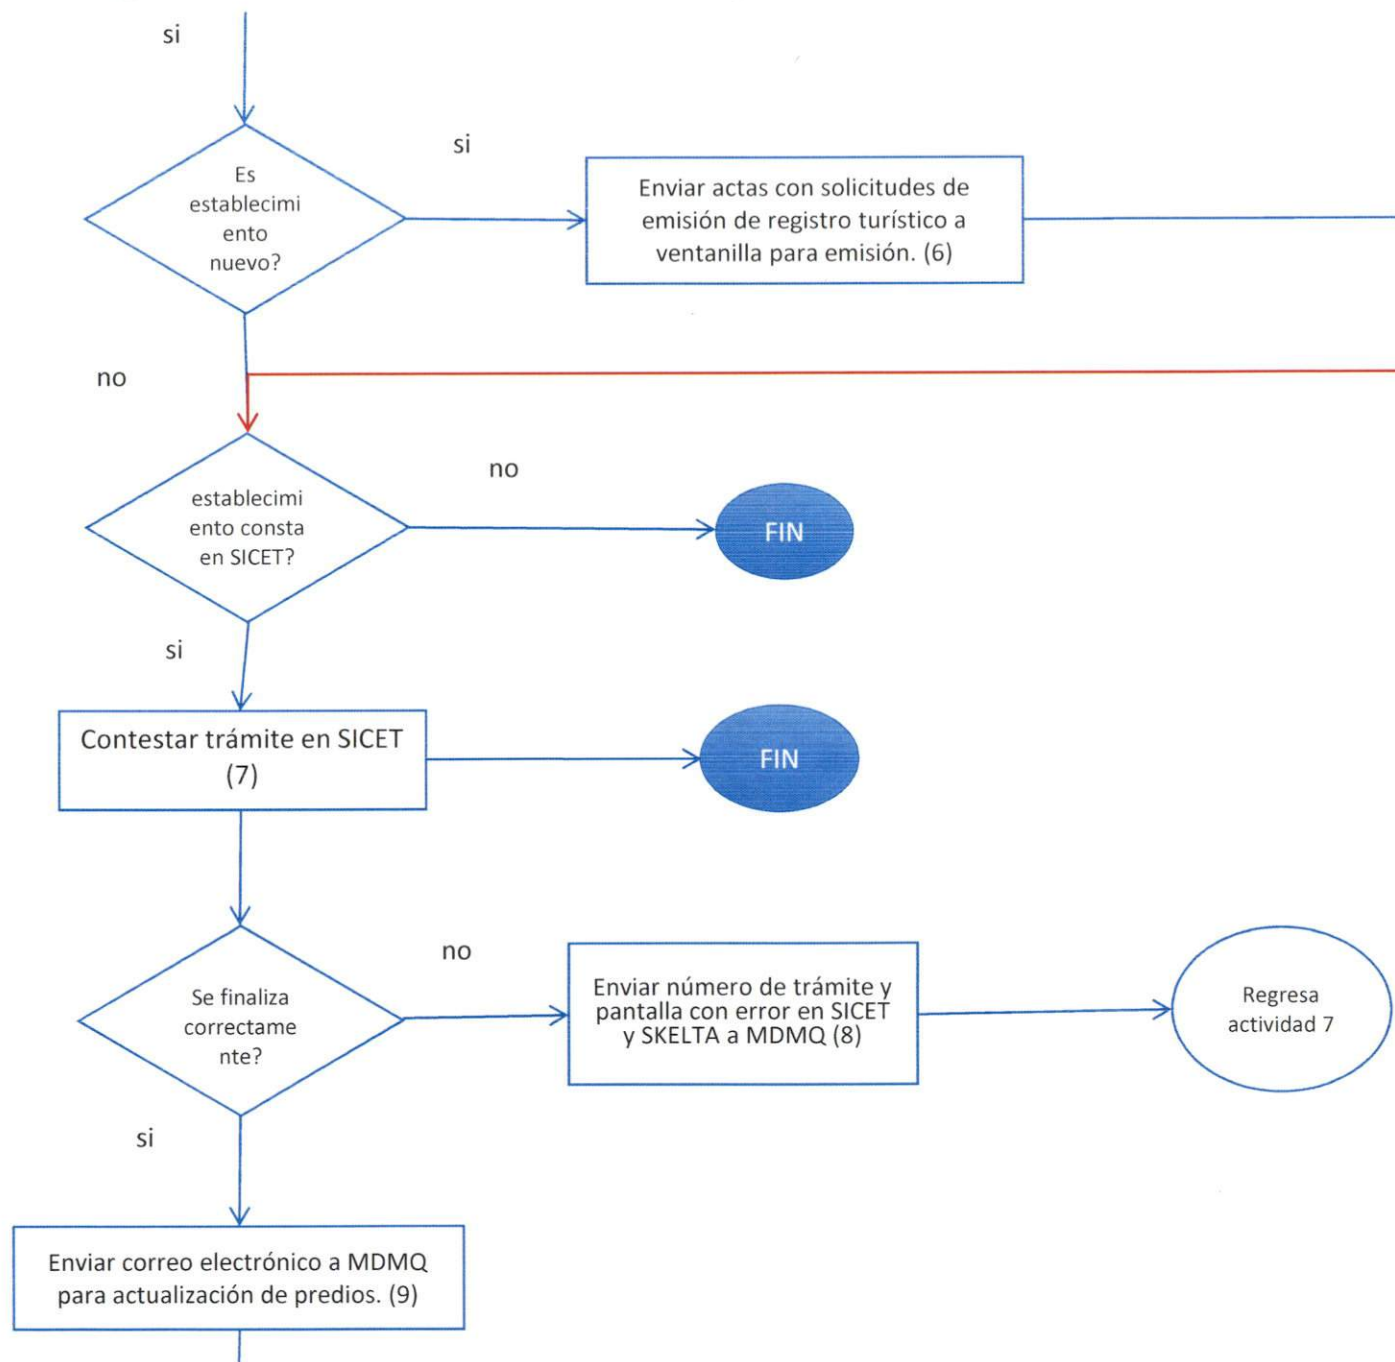 si
Es
establecimi
ento
nuevo?
si
Enviar actas con solicitudes de
emisión de registro turístico a
ventanilla para emisión. (6)
no
establecimi
ento consta
en SICET?
no
FIN
si
Contestar trámite en SICET
(7)
FIN
Se finaliza
correctame
nte?
no
Enviar número de trámite y
pantalla con error en SICET
y SKELTA a MDMQ (8)
Regresa
actividad 7
si
Enviar correo electrónico a MDMQ
para actualización de predios. (9)